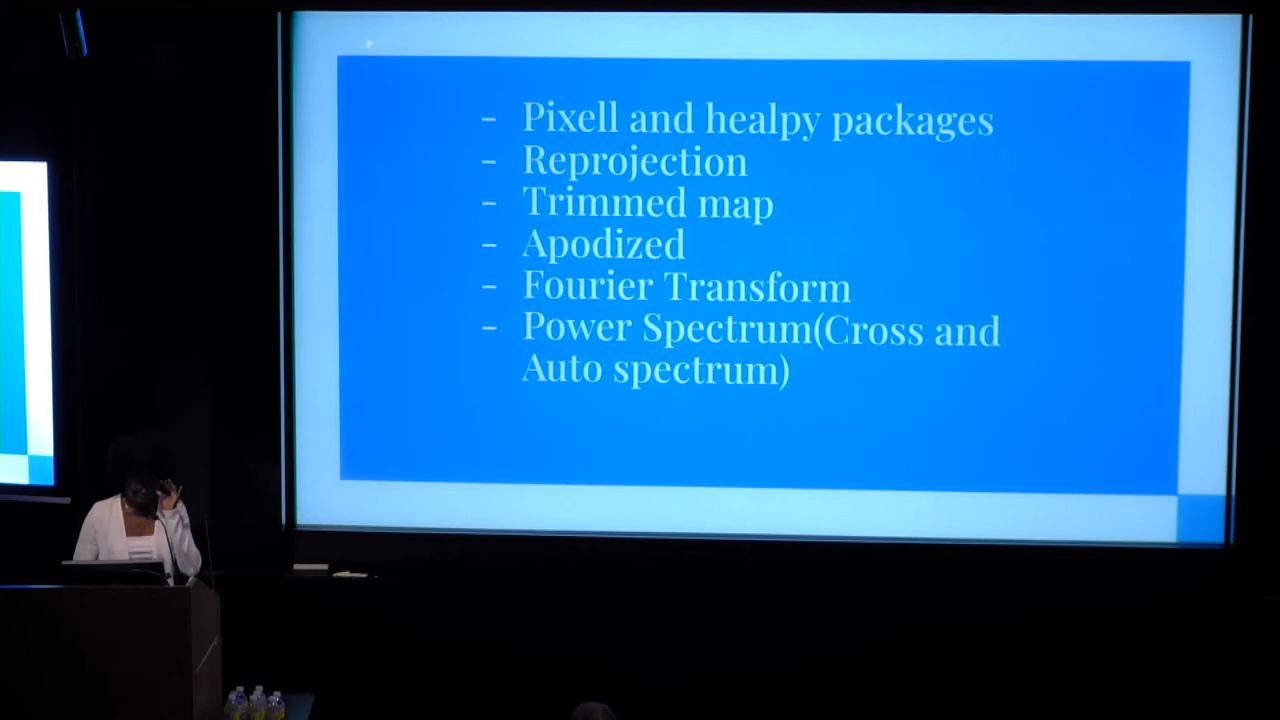 - Pixell and healpy packages
- Reprojection
- Trimmed map
- Apodized
- Fourier Transform
- Power Spectrum(Cross and
Auto spectrum)